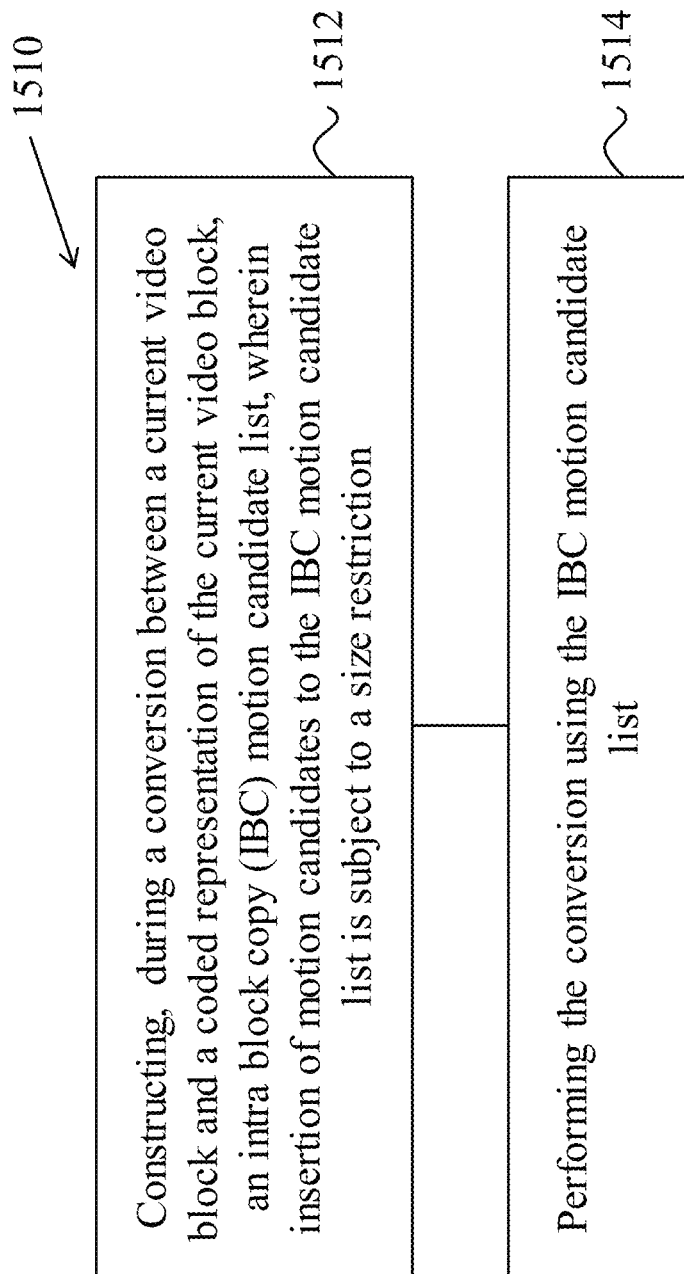 1510
Constructing, during a conversion between a current video
block and a coded representation of the current video block,
an intra block copy (IBC) motion candidate list, wherein
insertion of motion candidates to the IBC motion candidate
list is subject to a size restriction
1512
Performing the conversion using the IBC motion candidate
list
1514